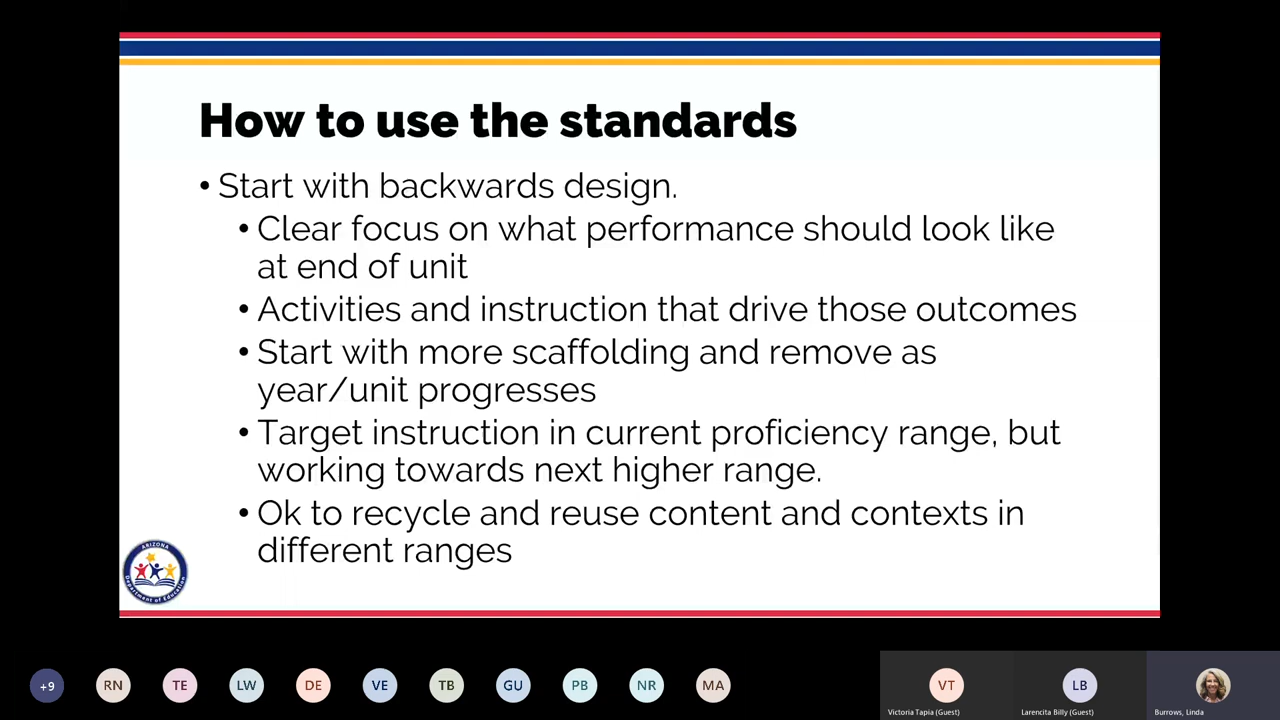 How to use the standards
• Start with backwards design.
• Clear focus on what performance should look like
at end of unit
• Activities and instruction that drive those outcomes
• Start with more scaffolding and remove as
year/unit progresses
• Target instruction in current proficiency range, but
working towards next higher range.
• Ok to recycle and reuse content and contexts in
different ranges
ARIZONA
Department of Education
+9 RN TE LW DE VE TB GU PB NR MA VT LB
Victoria Tapia (Guest) Larencita Billy (Guest) Burrows, Linda